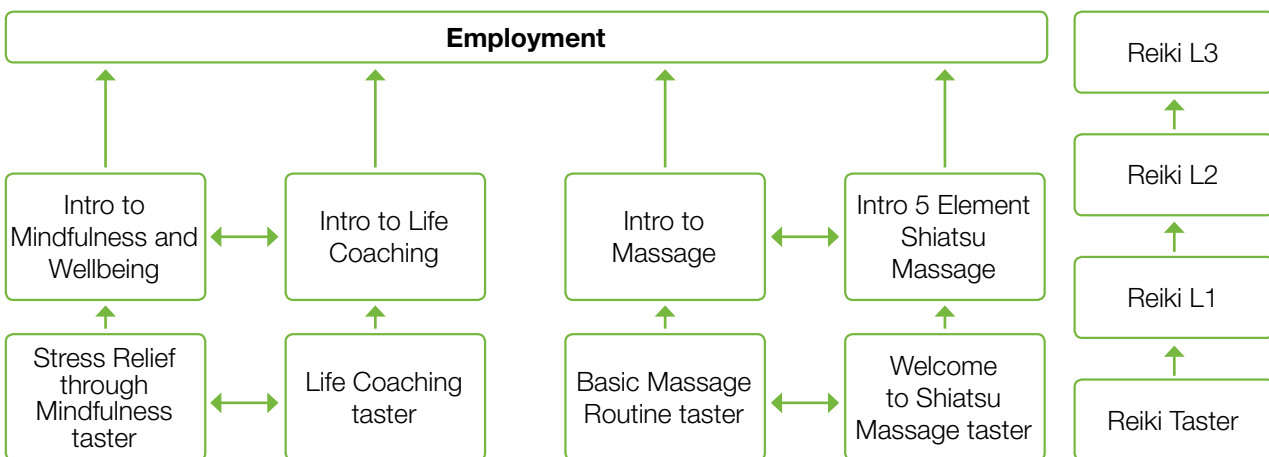 Employment
Reiki L3
Reiki L2
Intro to
Mindfulness and
Wellbeing
Intro to Life
Coaching
Intro to
Massage
Intro 5 Element
Shiatsu
Massage
Reiki L1
Stress Relief
through
Mindfulness
taster
Life Coaching
taster
Basic Massage
Routine taster
Welcome
to Shiatsu
Massage taster
Reiki Taster